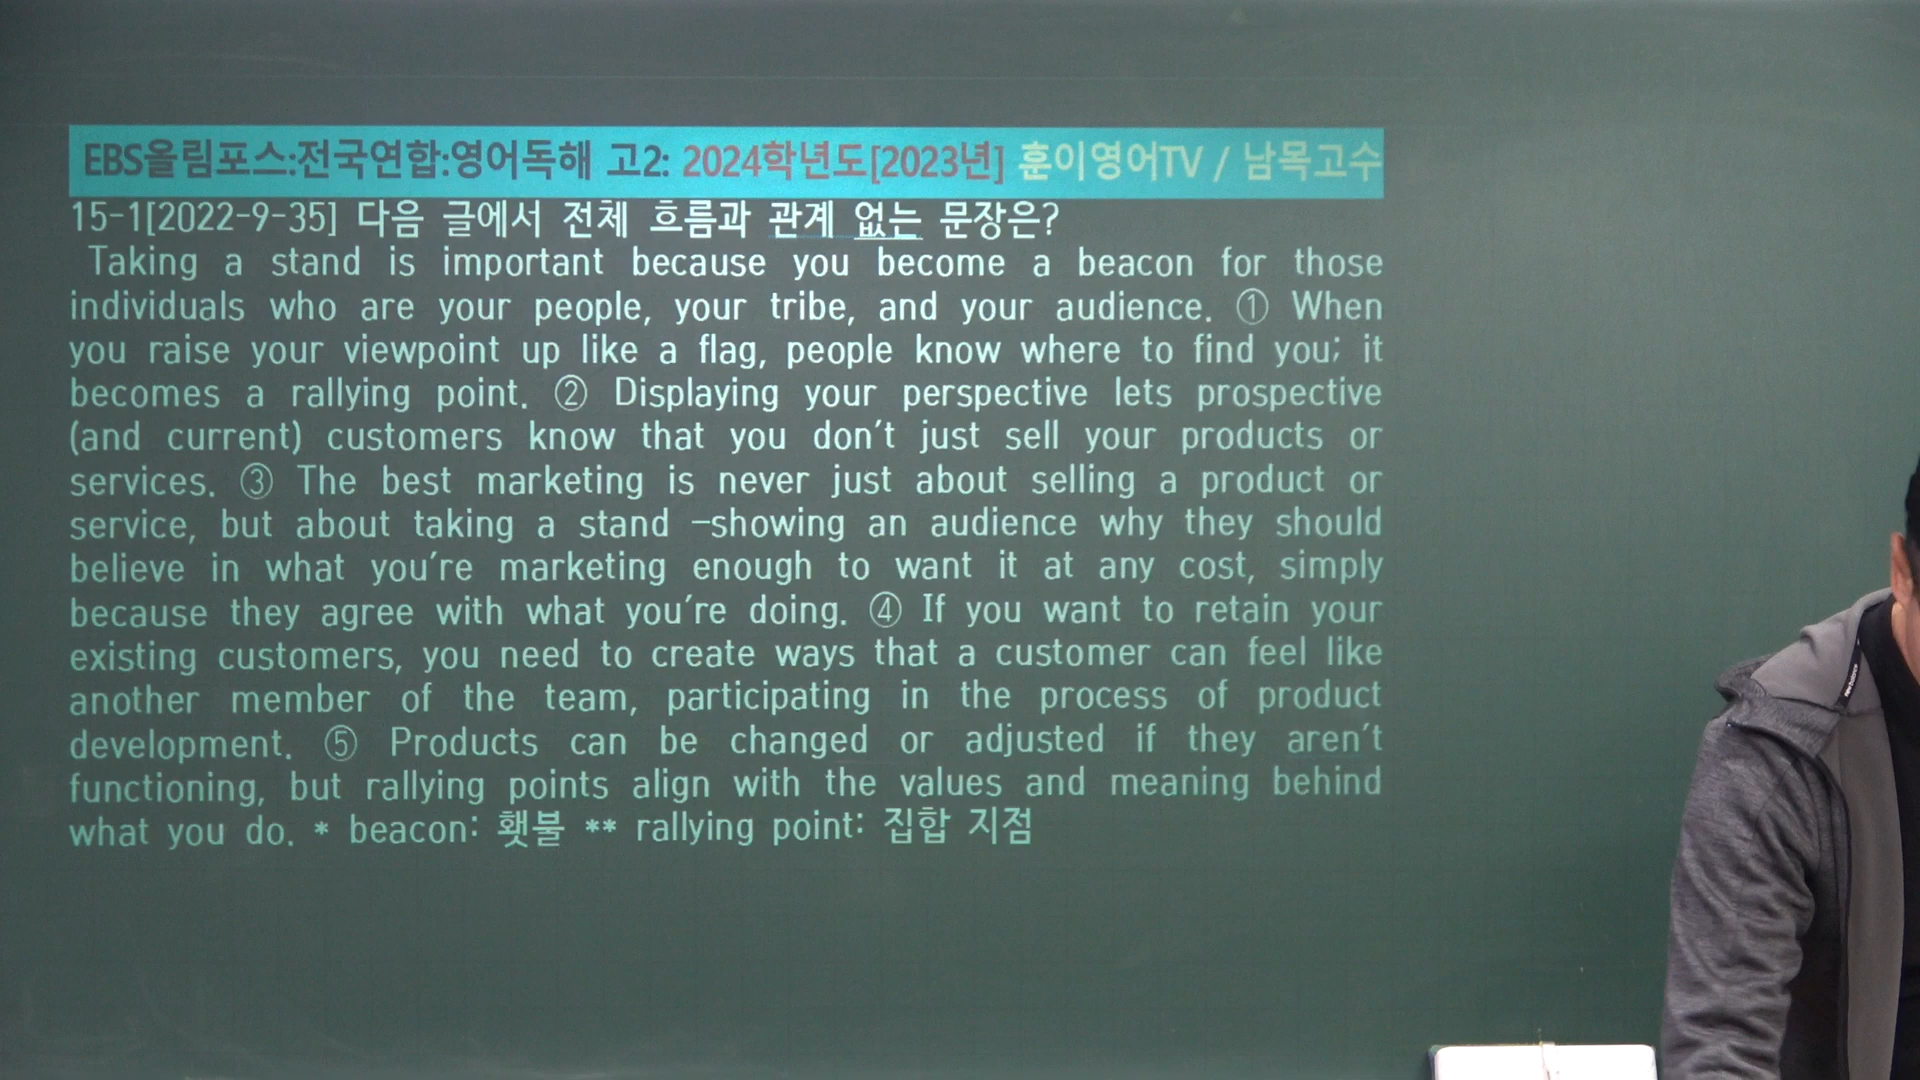 EBS올림포스:전국연합:영어독해 고2: 2024학년도[2023년] 훈이영어TV / 남목고수
15-1[2022-9-35] 다음 글에서 전체 흐름과 관계 없는 문장은?
Taking a stand is important because you become a beacon for those
individuals who are your people, your tribe, and your audience. ① When
you raise your viewpoint up like a flag, people know where to find you; it
becomes a rallying point. ② Displaying your perspective lets prospective
(and current) customers know that you don't just sell your products or
services. ③ The best marketing is never just about selling a product or
service, but about taking a stand –showing an audience why they should
believe in what you're marketing enough to want it at any cost, simply
because they agree with what you're doing. ④ If you want to retain your
existing customers, you need to create ways that a customer can feel like
another member of the team, participating in the process of product
development. ⑤ Products can be changed or adjusted if they aren't
functioning, but rallying points align with the values and meaning behind
what you do. * beacon: 횃불 ** rallying point: 집합 지점